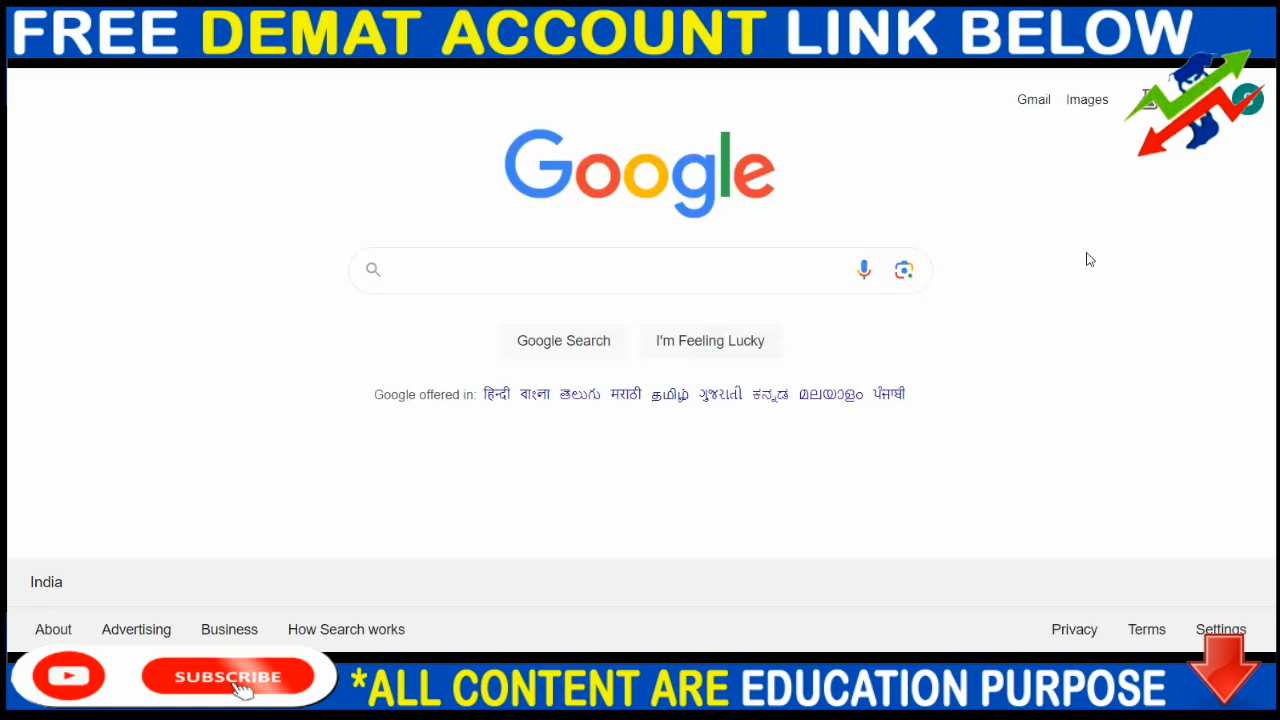 FREE DEMAT ACCOUNT LINK BELOW
Gmail Images
Google
Google Search I'm Feeling Lucky
Google offered in: हिन्दी বাংলা తెలుగు मराठी தமிழ் ગુજરાતી ಕನ್ನಡ മലയാളം ਪੰਜਾਬੀ
India
About Advertising Business How Search works Privacy Terms Settings
SUBSCRIBE
*ALL CONTENT ARE EDUCATION PURPOSE